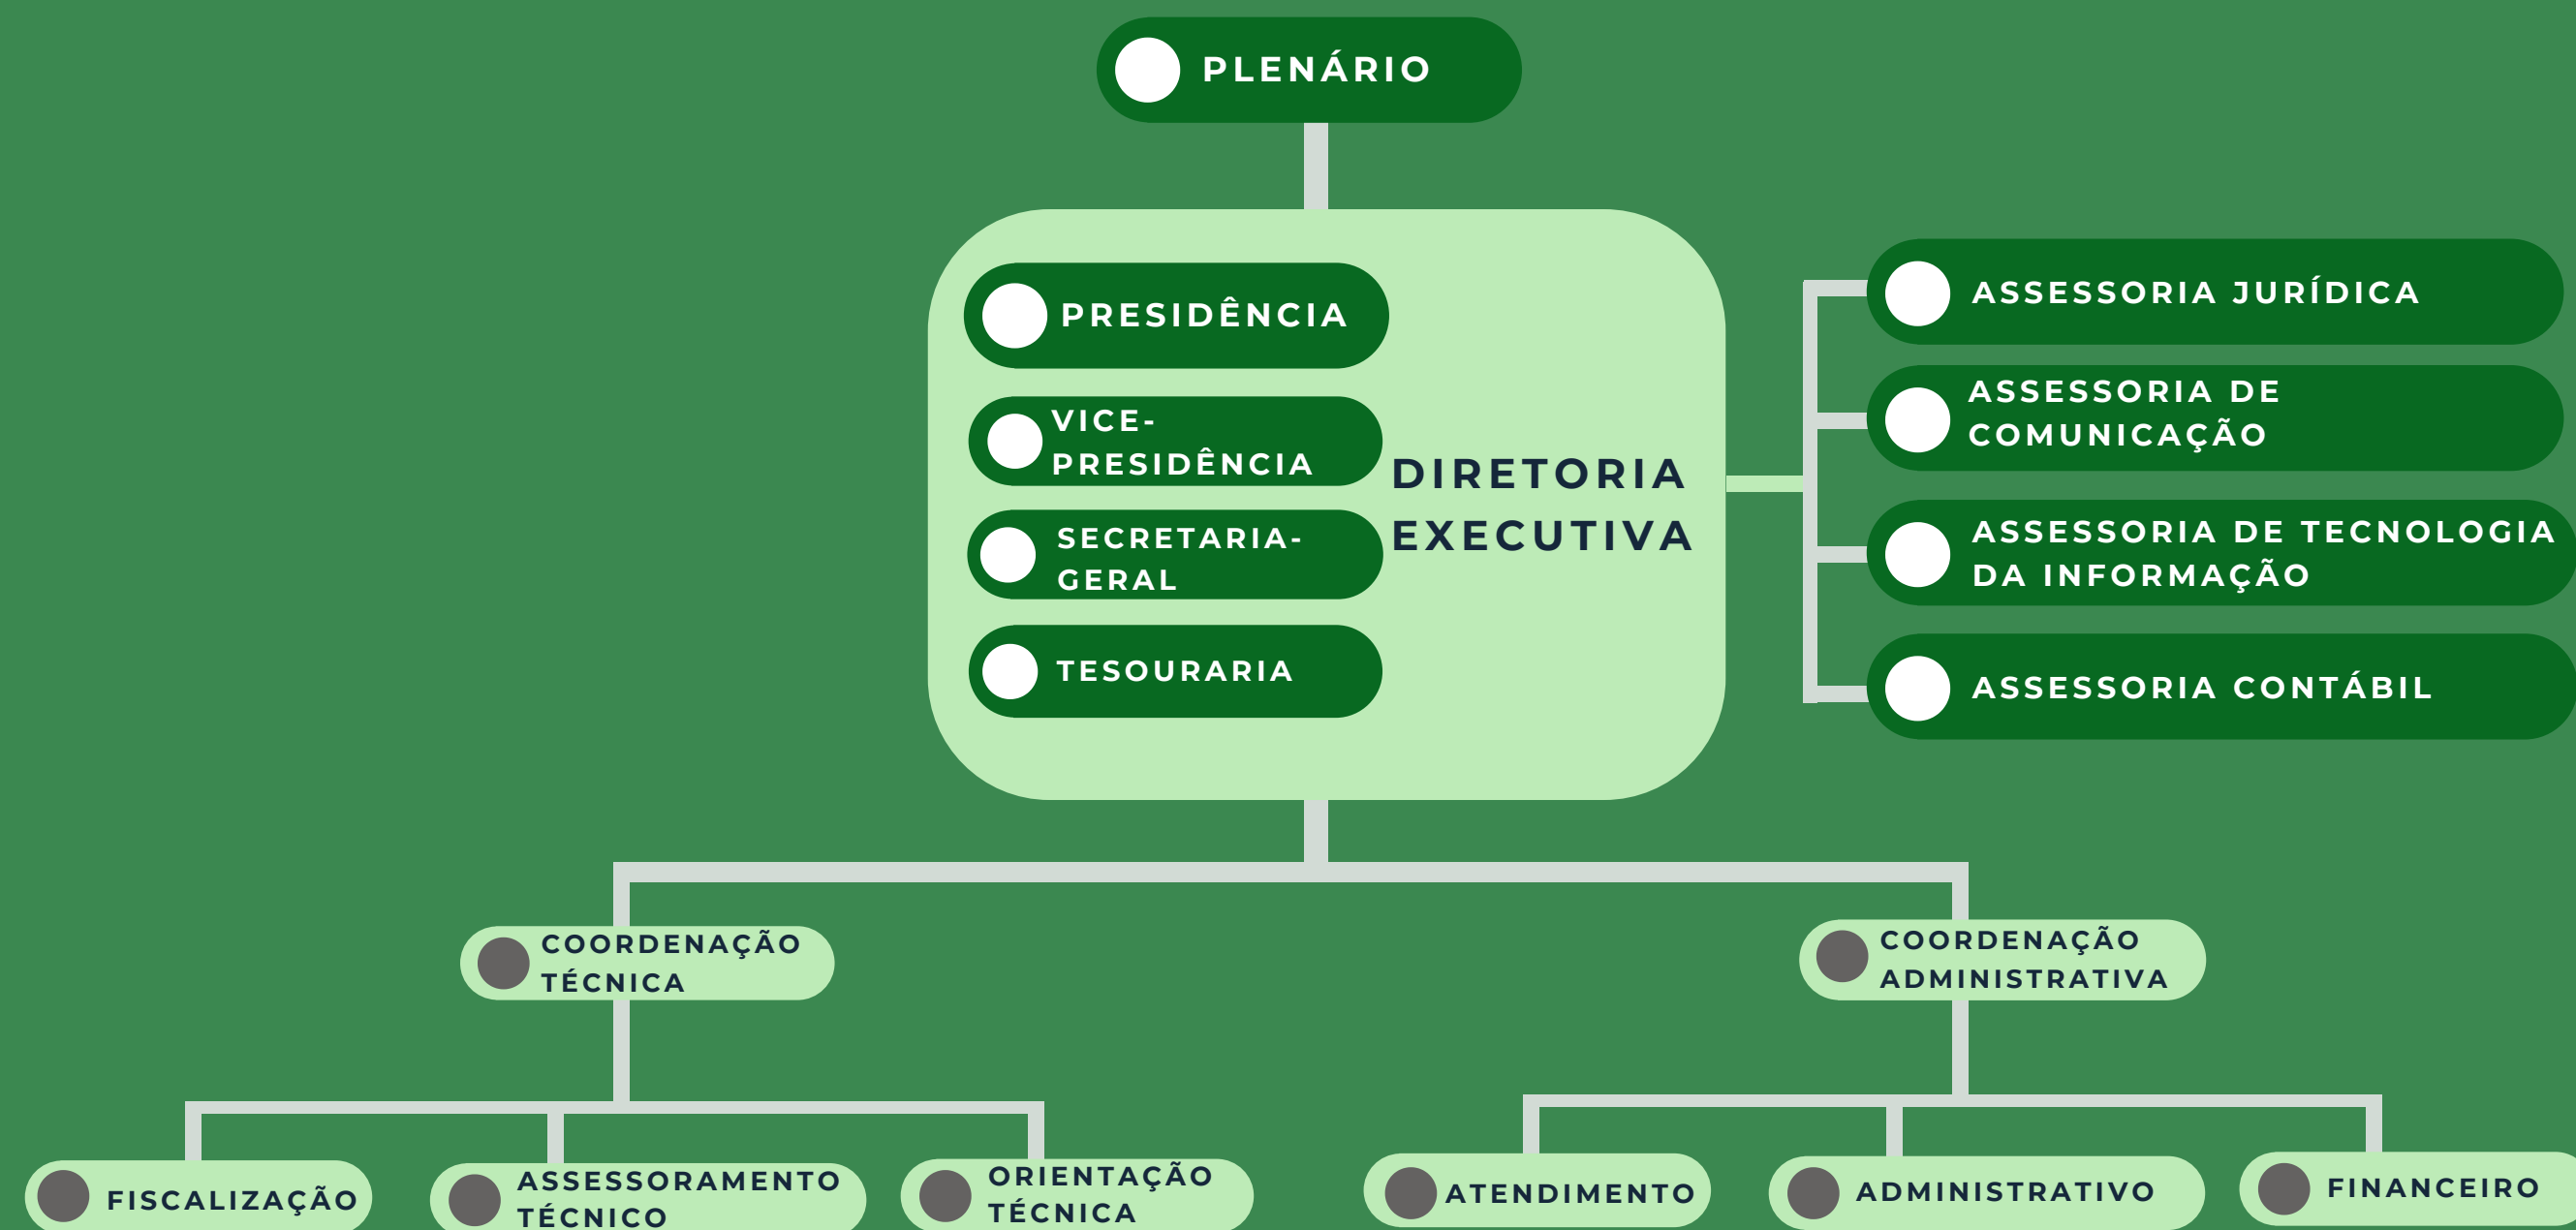 PLENÁRIO
PRESIDÊNCIA
VICE-
PRESIDÊNCIA
SECRETARIA-
GERAL
TESOURARIA
DIRETORIA
EXECUTIVA
ASSESSORIA JURÍDICA
ASSESSORIA DE
COMUNICAÇÃO
ASSESSORIA DE TECNOLOGIA
DA INFORMAÇÃO
ASSESSORIA CONTÁBIL
COORDENAÇÃO
TÉCNICA
COORDENAÇÃO
ADMINISTRATIVA
FISCALIZAÇÃO
ASSESSORAMENTO
TÉCNICO
ORIENTAÇÃO
TÉCNICA
ATENDIMENTO
ADMINISTRATIVO
FINANCEIRO